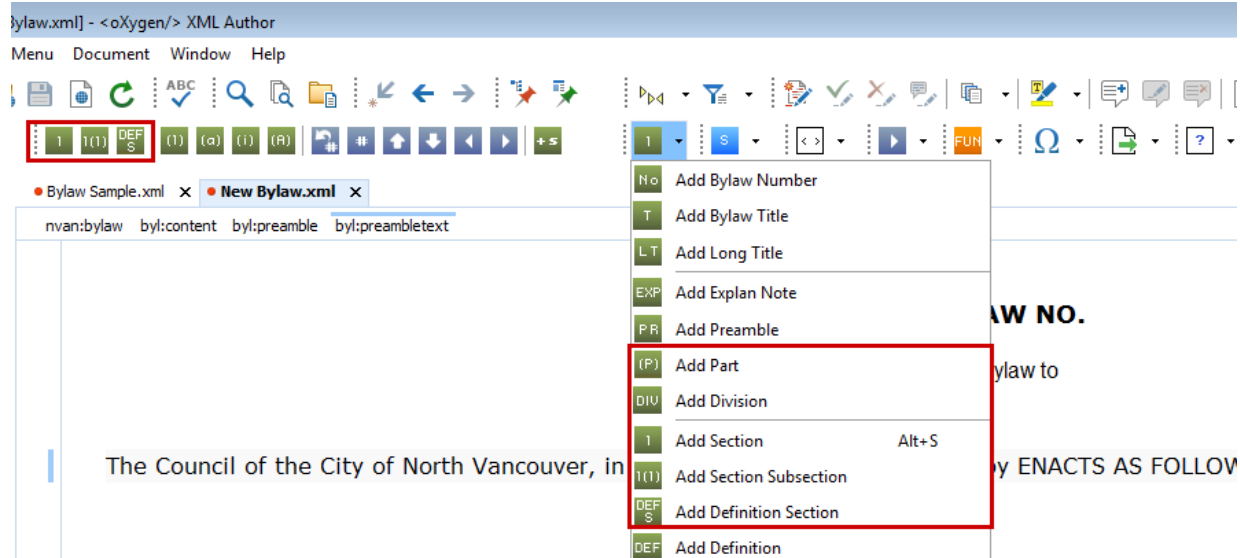 Bylaw.xml] - <oXygen/> XML Author
Menu Document Window Help
ABC
1 1(1) DEF S (1) (a) (i) (A) # +s 1 S < > FUN Ω ?
Bylaw Sample.xml X New Bylaw.xml X
nvan:bylaw byl:content byl:preamble byl:preambletext
No Add Bylaw Number
T Add Bylaw Title
LT Add Long Title
EXP Add Explan Note
AW NO.
PR Add Preamble
(P) Add Part
ylaw to
DIV Add Division
1 Add Section Alt+S
The Council of the City of North Vancouver, in y ENACTS AS FOLLOW
1(1) Add Section Subsection
DEF S Add Definition Section
DEF Add Definition